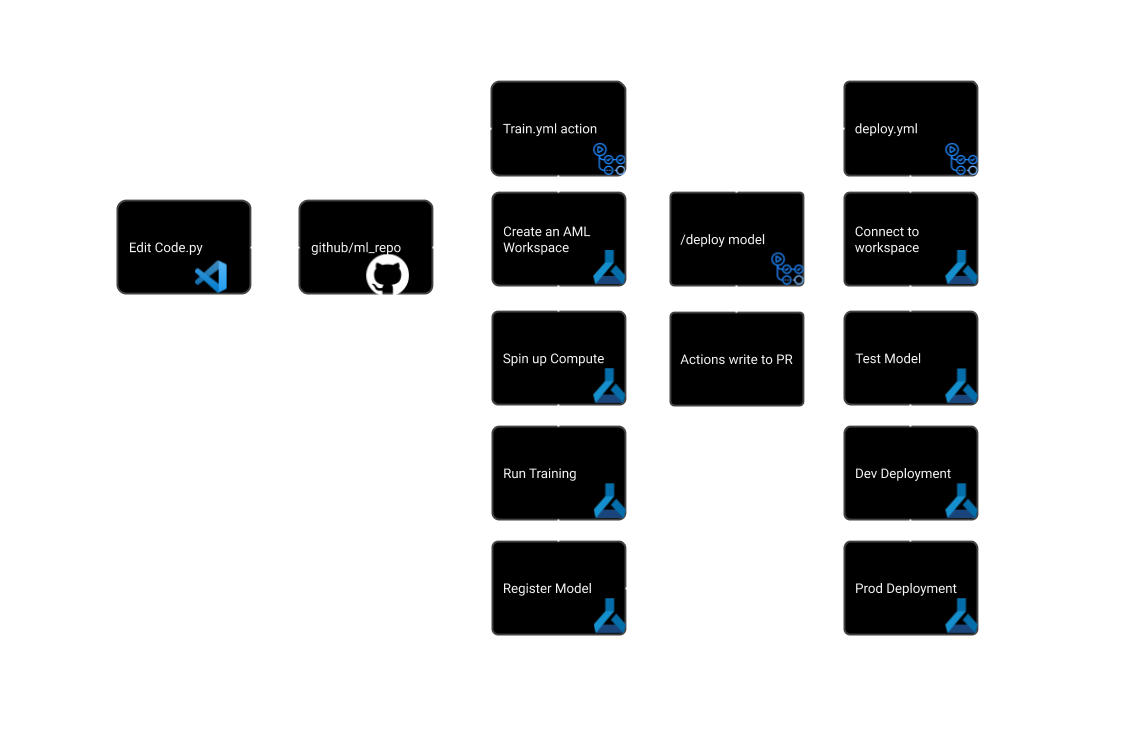 Edit Code.py
github/ml_repo
Train.yml action
Create an AML
Workspace
Spin up Compute
Run Training
Register Model
/deploy model
Actions write to PR
deploy.yml
Connect to
workspace
Test Model
Dev Deployment
Prod Deployment